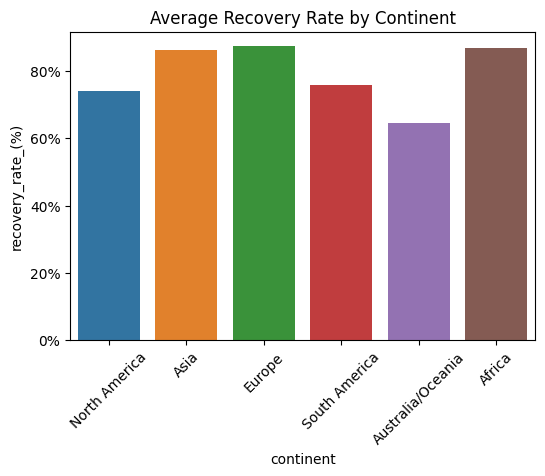 Average Recovery Rate by Continent
recovery_rate_(%)
80%
60%
40%
20%
0%
North America
Asia
Europe
South America
Australia/Oceania
Africa
continent